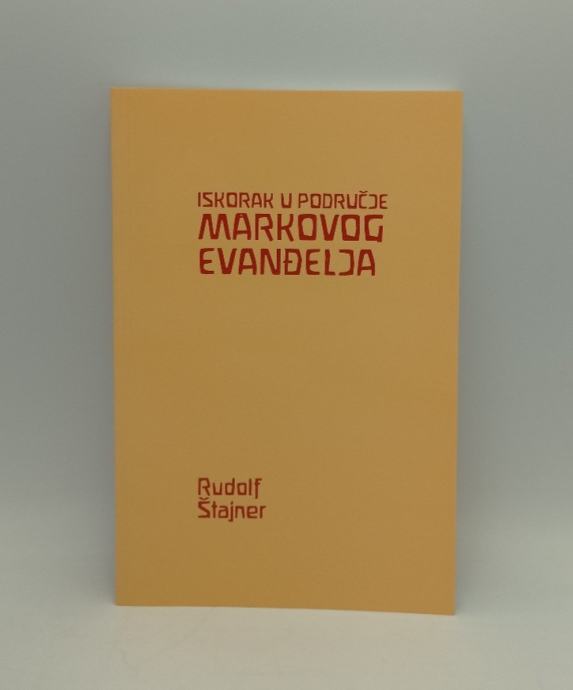 ISKORAK U PODRUČJE
MARKOVOG
EVANĐELJA
Rudolf
Štajner